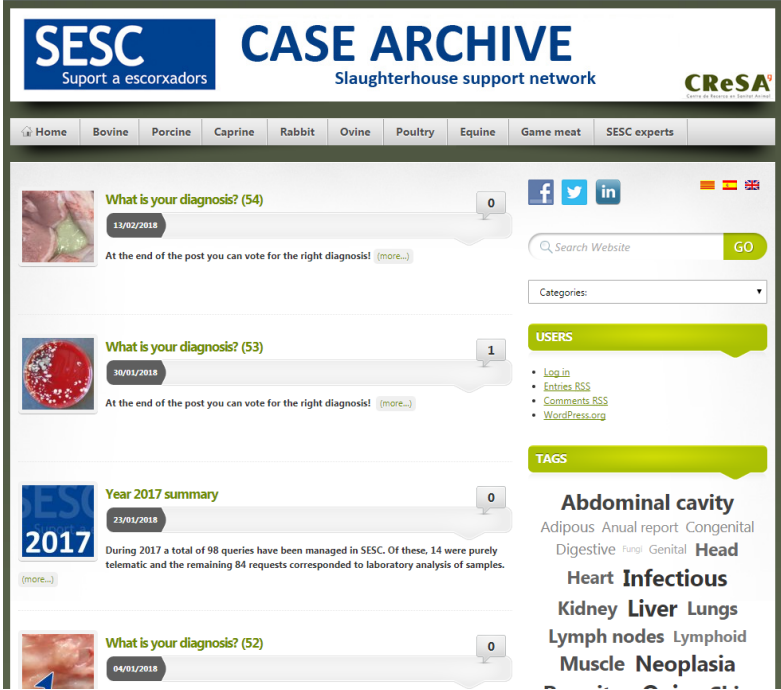 SESC
Suport a escorxadors
CASE ARCHIVE
Slaughterhouse support network
CReSA
Home Bovine Porcine Caprine Rabbit Ovine Poultry Equine Game meat SESC experts
What is your diagnosis? (54)
0
13/02/2018
At the end of the post you can vote for the right diagnosis! (more...)
What is your diagnosis? (53)
1
30/01/2018
At the end of the post you can vote for the right diagnosis! (more...)
SESC
Suport a
2017
Year 2017 summary
0
23/01/2018
During 2017 a total of 98 queries have been managed in SESC. Of these, 14 were purely
telematic and the remaining 84 requests corresponded to laboratory analysis of samples.
(more...)
What is your diagnosis? (52)
0
04/01/2018
f in
Search Website GO
Categories:
USERS
Log in
Entries RSS
Comments RSS
WordPress.org
TAGS
Abdominal cavity
Adipous Anual report Congenital
Digestive Fungi Genital Head
Heart Infectious
Kidney Liver Lungs
Lymph nodes Lymphoid
Muscle Neoplasia